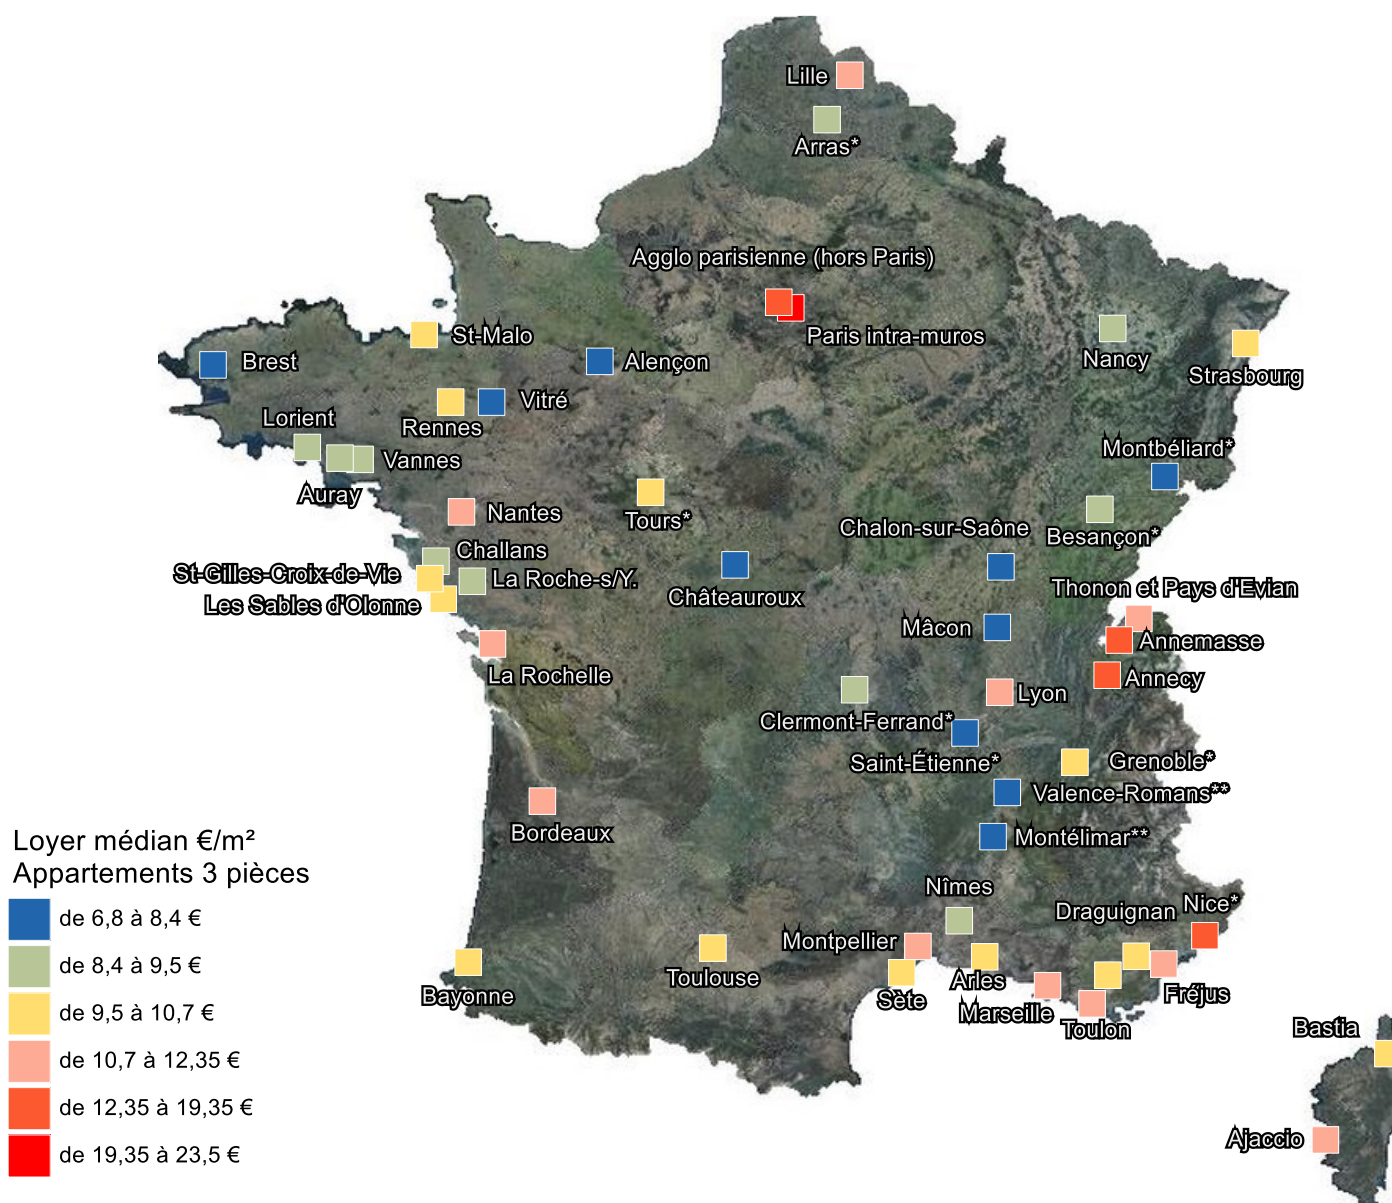 Lille
Arras*
Agglo parisienne (hors Paris)
Paris intra-muros
St-Malo
Brest
Alençon
Nancy
Strasbourg
Vitré
Rennes
Lorient
Vannes
Auray
Montbéliard*
Nantes
Tours*
Chalon-sur-Saône
Besançon*
Challans
St-Gilles-Croix-de-Vie
La Roche-s/Y.
Les Sables d'Olonne
Châteauroux
Thonon et Pays d'Evian
Mâcon
Annemasse
La Rochelle
Annecy
Lyon
Clermont-Ferrand*
Saint-Étienne*
Grenoble*
Valence-Romans**
Bordeaux
Montélimar**
Nîmes
Draguignan
Nice*
Montpellier
Toulouse
Arles
Bayonne
Sète
Marseille
Fréjus
Toulon
Bastia
Ajaccio
Loyer médian €/m²
Appartements 3 pièces
de 6,8 à 8,4 €
de 8,4 à 9,5 €
de 9,5 à 10,7 €
de 10,7 à 12,35 €
de 12,35 à 19,35 €
de 19,35 à 23,5 €